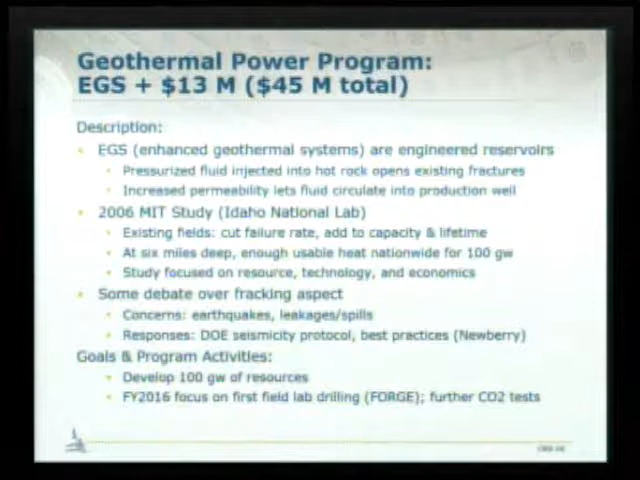 Geothermal Power Program:
EGS + $13 M ($45 M total)
Description:
EGS (enhanced geothermal systems) are engineered reservoirs
Pressurized fluid injected into hot rock opens existing fractures
Increased permeability lets fluid circulate into production well
2006 MIT Study (Idaho National Lab)
Existing fields: cut failure rate, add to capacity & lifetime
At six miles deep, enough usable heat nationwide for 100 gw
Study focused on resource, technology, and economics
Some debate over fracking aspect
Concerns: earthquakes, leakages/spills
Responses: DOE seismicity protocol, best practices (Newberry)
Goals & Program Activities:
Develop 100 gw of resources
FY2016 focus on first field lab drilling (FORGE); further CO2 tests